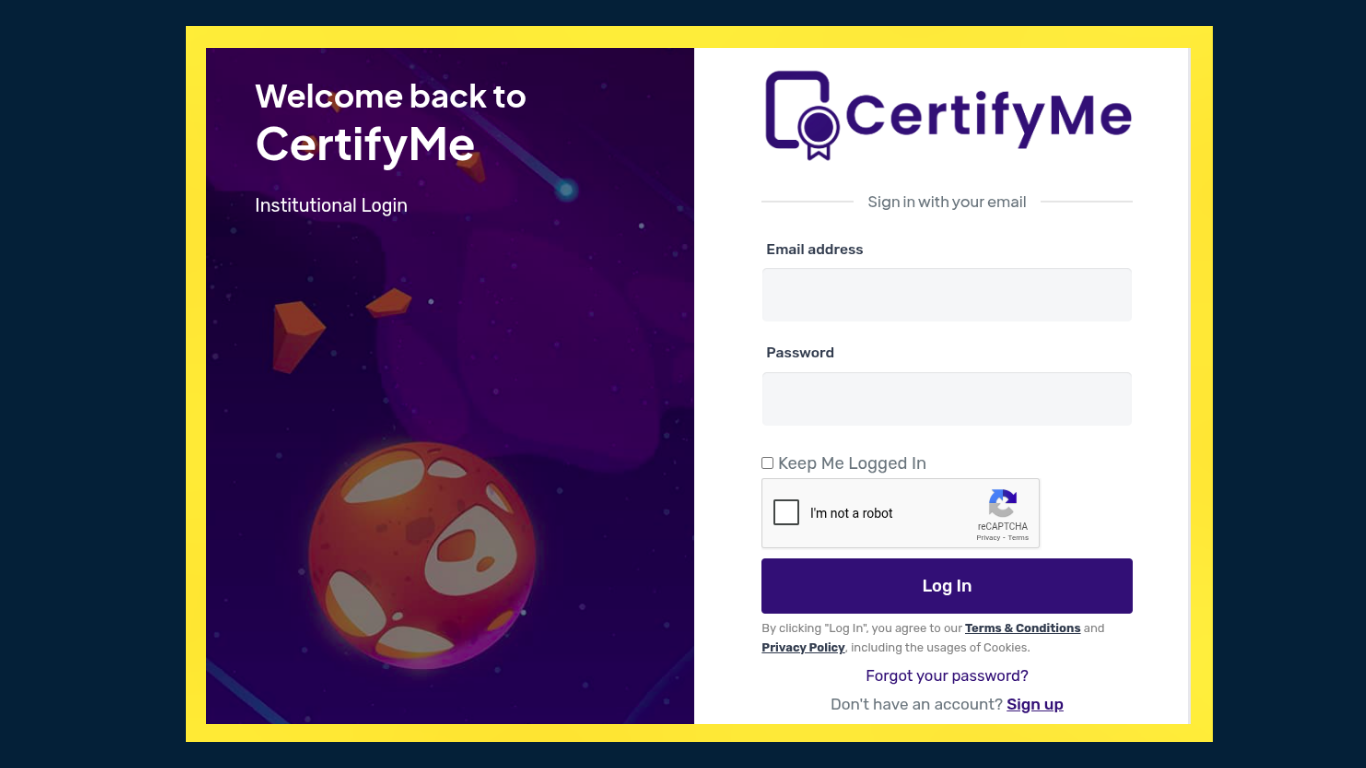 Welcome back to
CertifyMe
Institutional Login
CertifyMe
Sign in with your email
Email address
Password
Keep Me Logged In
I'm not a robot
reCAPTCHA
Privacy - Terms
Log In
By clicking "Log In", you agree to our Terms & Conditions and
Privacy Policy, including the usages of Cookies.
Forgot your password?
Don't have an account? Sign up